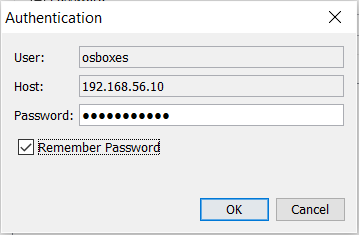 Authentication
User: osboxes
Host: 192.168.56.10
Password: ●●●●●●●●●●●
Remember Password
OK Cancel